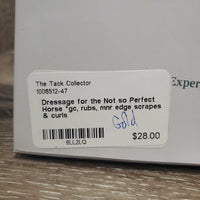 The Tack Collector
1006512-47
Exper
Dressage for the Not so Perfect
Horse *gc, rubs, mnr edge scrapes
& curls
Gold
$28.00
6LL2LQ